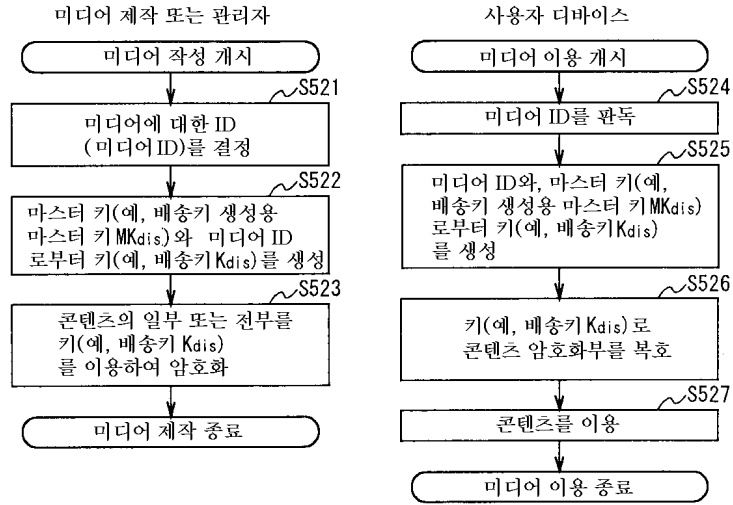 미디어 제작 또는 관리자
미디어 작성 개시
S521
미디어에 대한 ID
(미디어ID)를 결정
S522
마스터 키(예, 배송키 생성용
마스터 키MKdis)와 미디어 ID
로부터 키(예, 배송키Kdis)를 생성
S523
콘텐츠의 일부 또는 전부를
키(예, 배송키 Kdis)
를 이용하여 암호화
미디어 제작 종료
사용자 디바이스
미디어 이용 개시
S524
미디어 ID를 판독
S525
미디어 ID와, 마스터 키(예,
배송키 생성용 마스터 키MKdis)
로부터 키(예, 배송키Kdis)
를 생성
S526
키(예, 배송키 Kdis)로
콘텐츠 암호화부를 복호
S527
콘텐츠를 이용
미디어 이용 종료